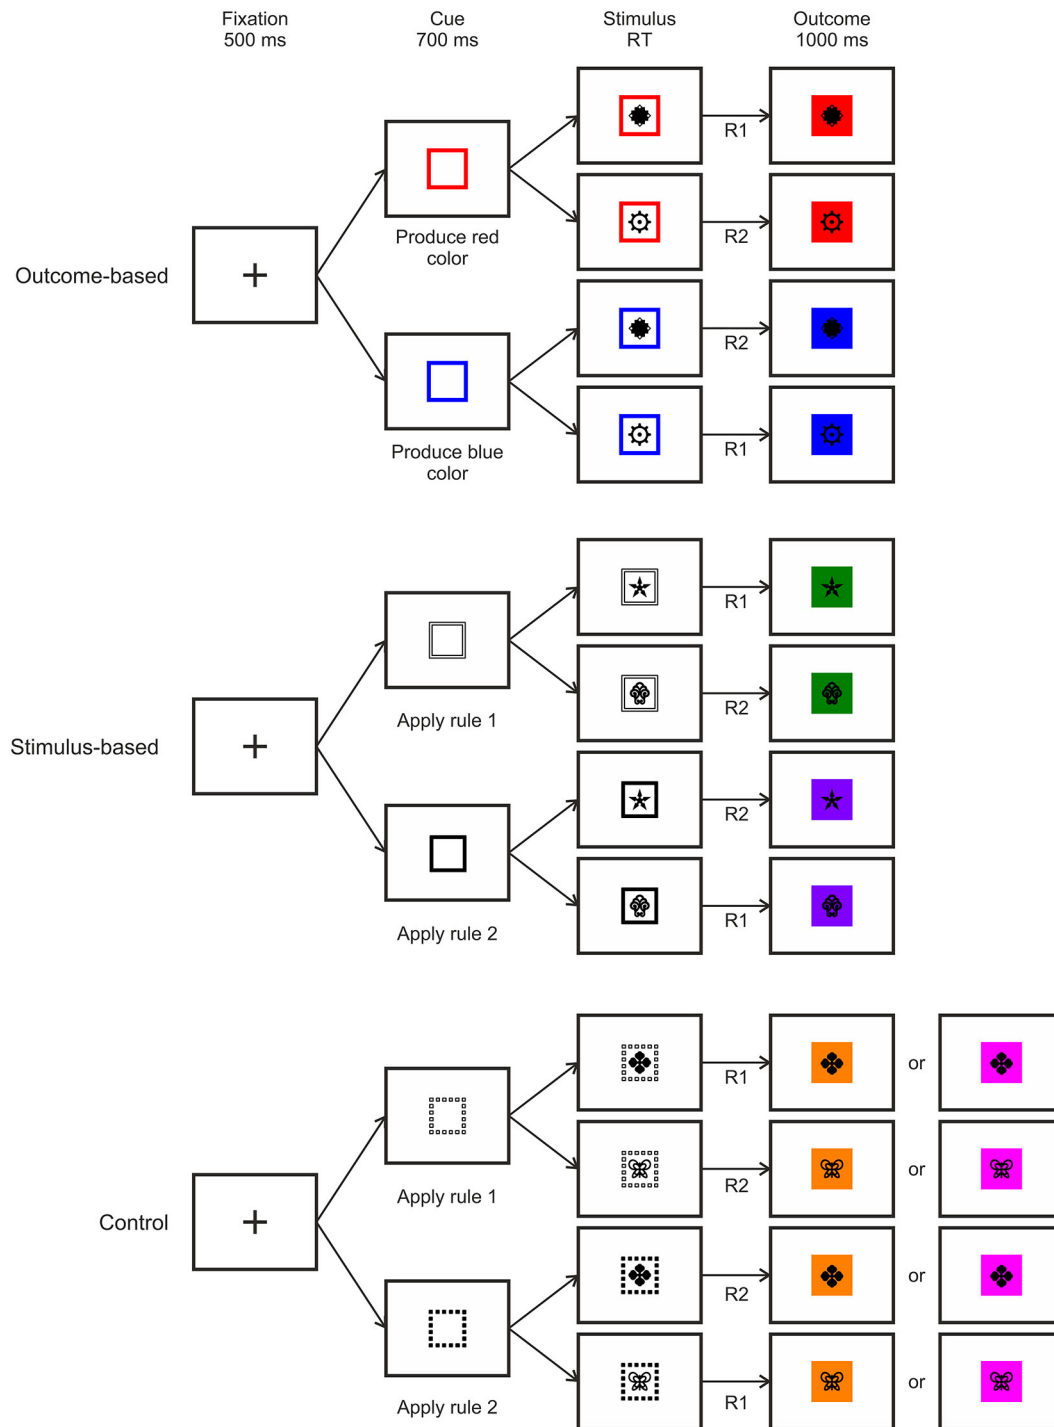 Fixation
500 ms
Cue
700 ms
Stimulus
RT
Outcome
1000 ms
Outcome-based
Produce red
color
Produce blue
color
R1
R2
R2
R1
Stimulus-based
Apply rule 1
Apply rule 2
R1
R2
R2
R1
Control
Apply rule 1
Apply rule 2
R1
or
R2
or
R2
or
R1
or